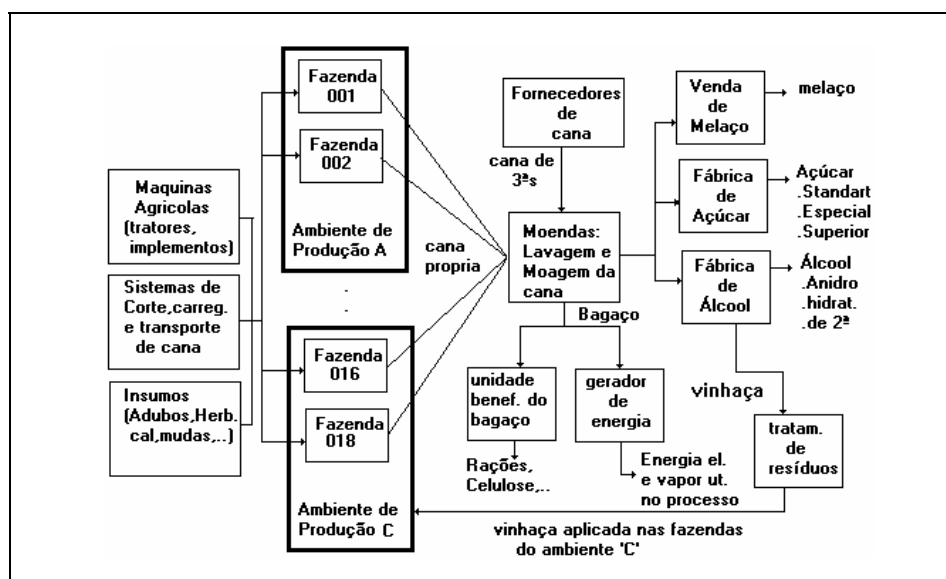 Fazenda
001
Fazenda
002
Ambiente de
Produção A
Maquinas
Agricolas
(tratores,
implementos)
Sistemas de
Corte,carreg.
e transporte
de cana
Insumos
(Adubos,Herb.
cal,mudas,..)
.
.
Fazenda
016
Fazenda
018
Ambiente de
Produção C
cana
propria
Fornecedores
de
cana
cana de
3ªs
Moendas:
Lavagem e
Moagem da
cana
Bagaço
unidade
benef. do
bagaço
gerador
de
energia
Rações,
Celulose,..
Energia el.
e vapor ut.
no processo
Venda
de
Melaço
melaço
Fábrica
de
Açúcar
Açúcar
.Standart
.Especial
.Superior
Fábrica
de
Álcool
Álcool
.Anidro
.hidrat.
.de 2ª
vinhaça
tratam.
de
resíduos
vinhaça aplicada nas fazendas
do ambiente 'C'